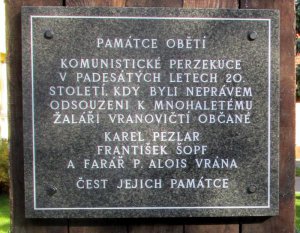 PAMÁTCE OBĚTÍ
KOMUNISTICKÉ PERZEKUCE
V PADESÁTÝCH LETECH 20.
STOLETÍ, KDY BYLI NEPRÁVEM
ODSOUZENI K MNOHALETÉMU
ŽALÁŘI VRANOVIČTÍ OBČANÉ
KAREL PEZLAR
FRANTIŠEK ŠOPF
A FARÁŘ P. ALOIS VRÁNA
ČEST JEJICH PAMÁTCE